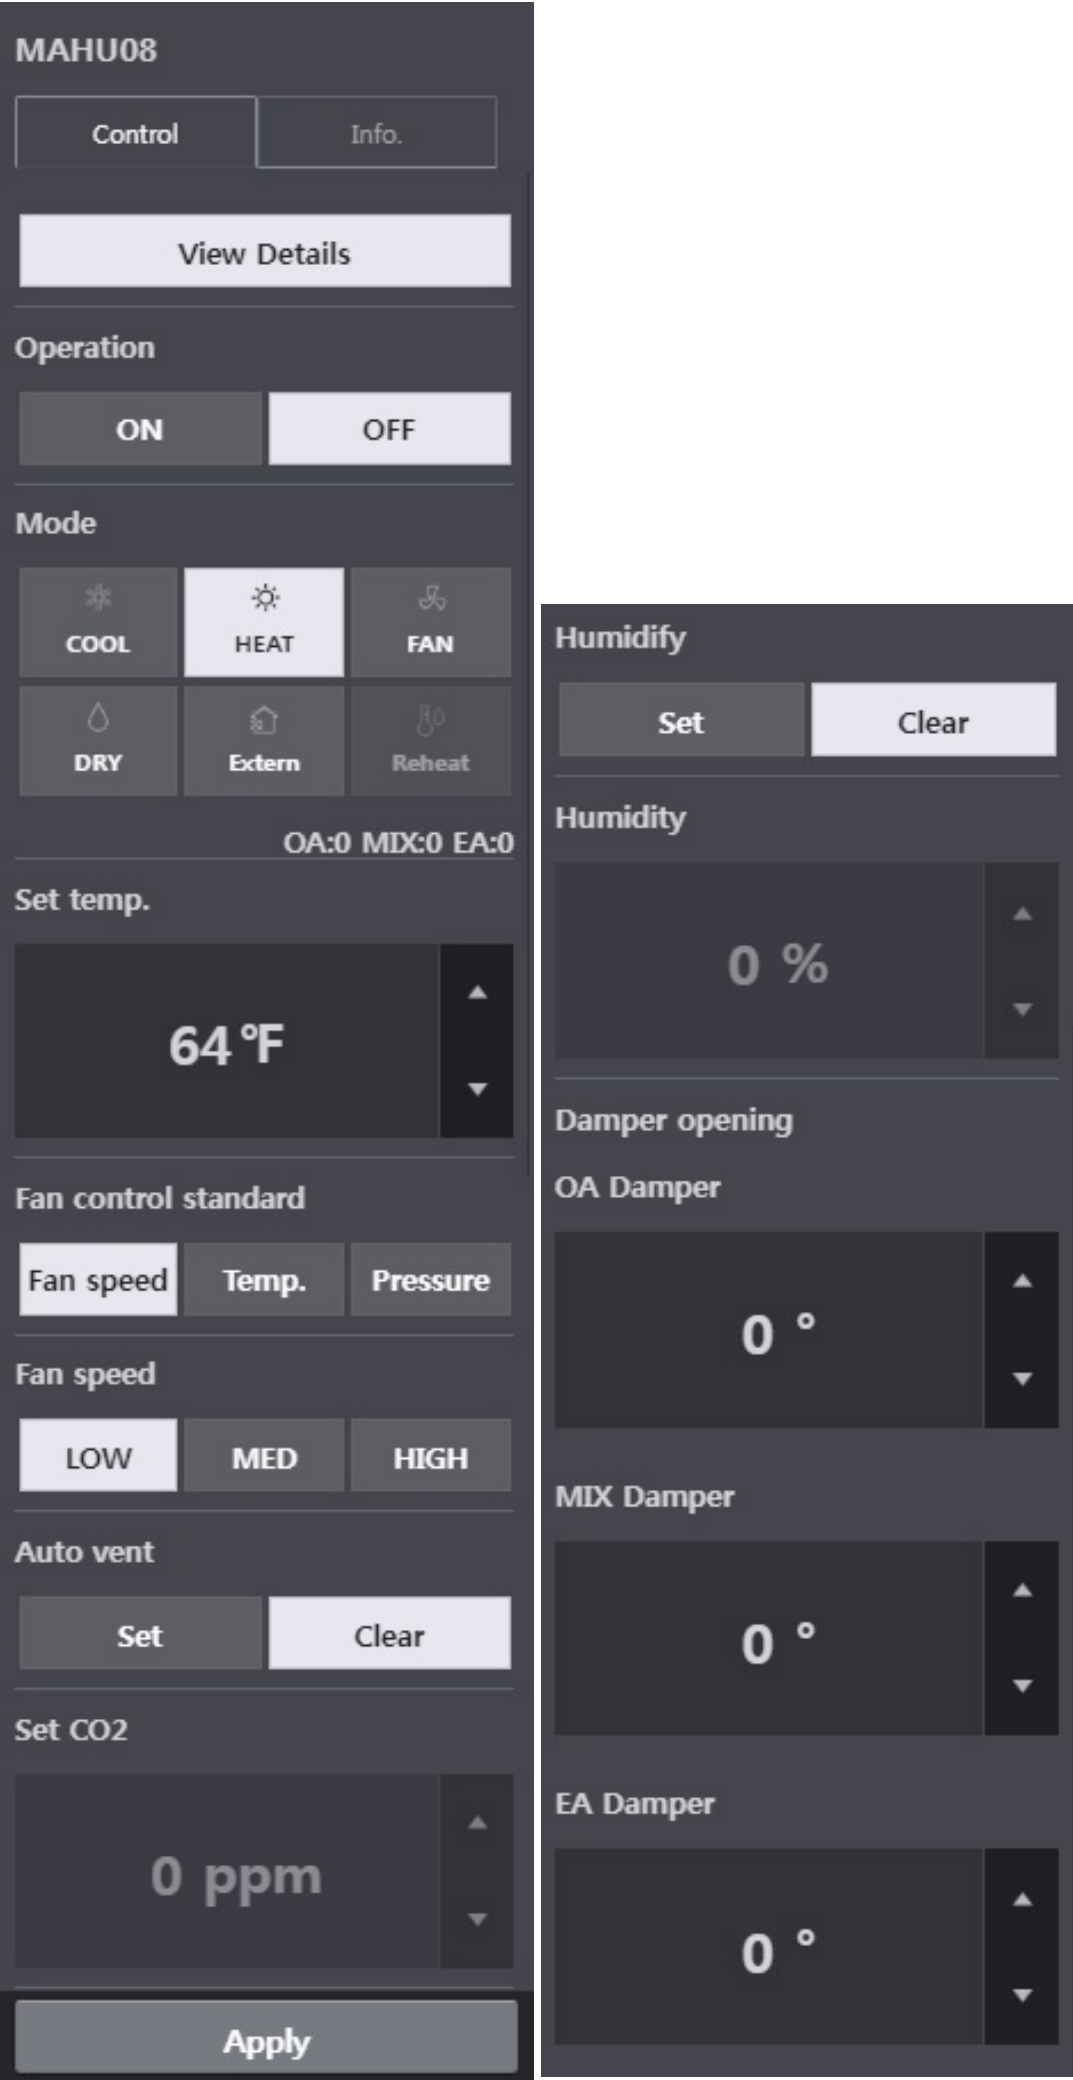 MAHU08
Control Info.
View Details
Operation
ON OFF
Mode
COOL HEAT FAN
DRY Extern Reheat
OA:0 MIX:0 EA:0
Set temp.
64°F
Fan control standard
Fan speed Temp. Pressure
Fan speed
LOW MED HIGH
Auto vent
Set Clear
Set CO2
0 ppm
Apply
Humidify
Set Clear
Humidity
0 %
Damper opening
OA Damper
0 °
MIX Damper
0 °
EA Damper
0 °